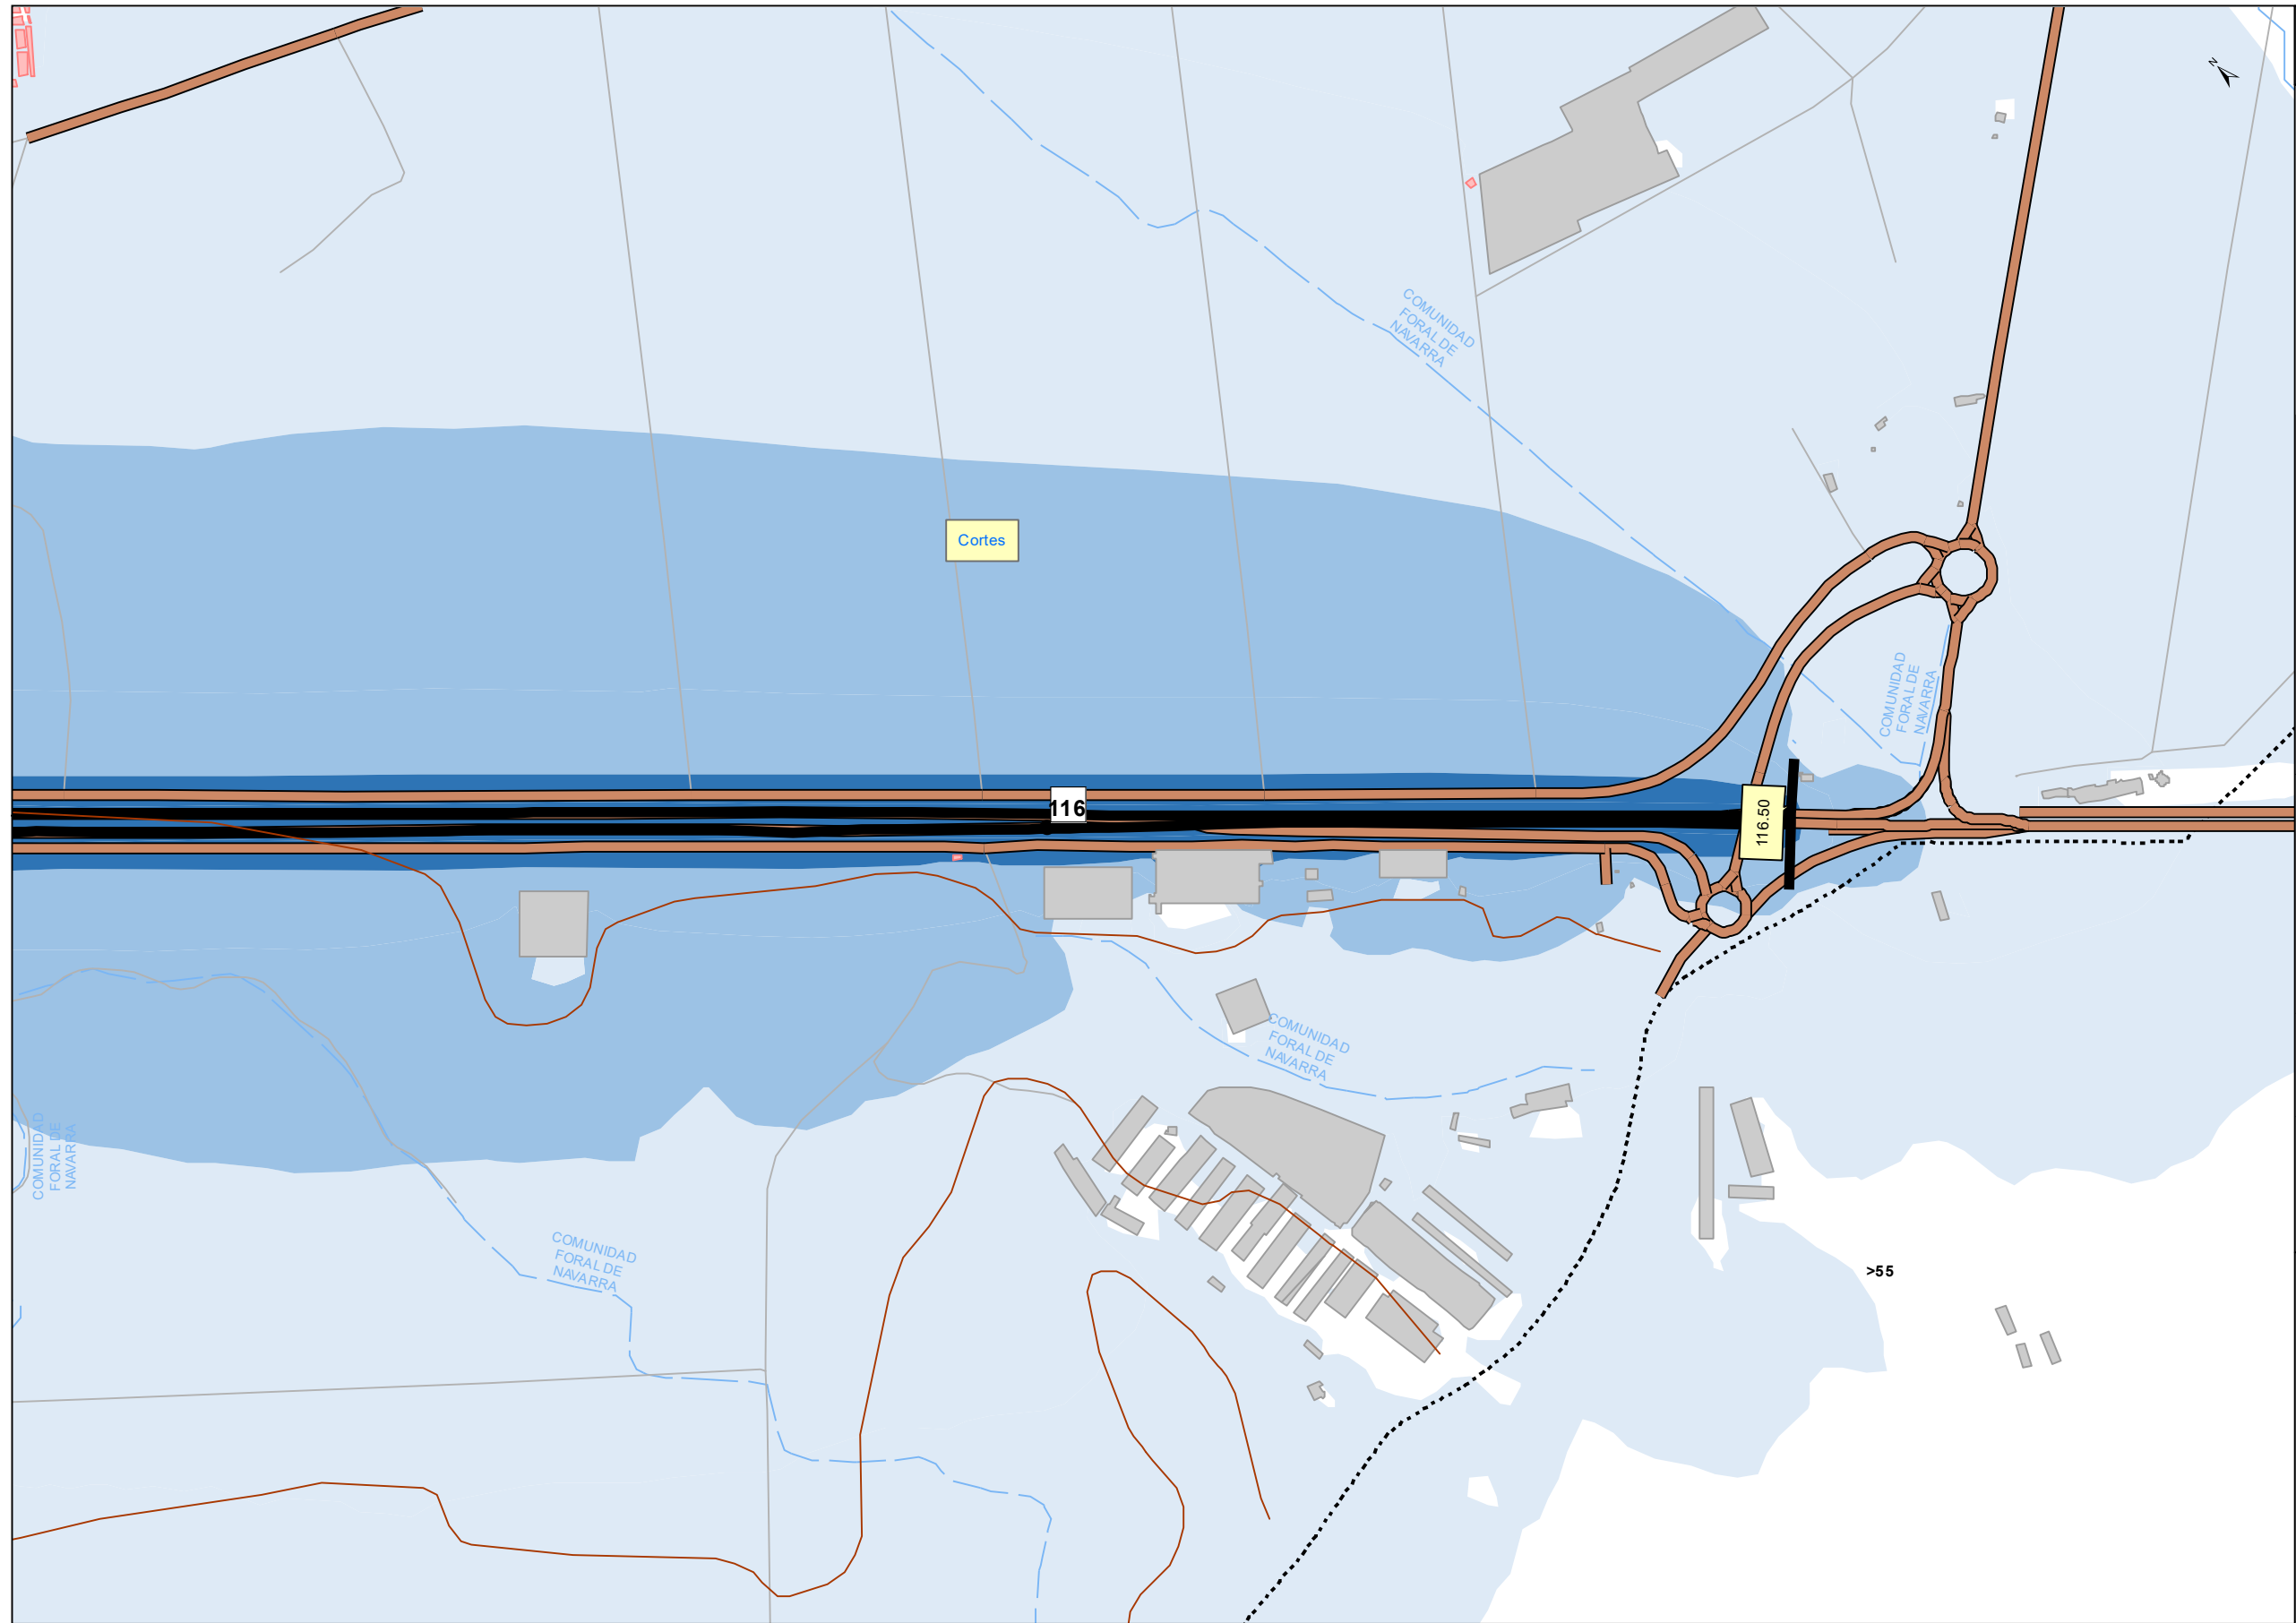 N
COMUNIDAD
FORAL DE
NAVARRA
Cortes
COMUNIDAD
FORAL DE
NAVARRA
116
116.50
COMUNIDAD
FORAL DE
NAVARRA
COMUNIDAD
FORAL DE
NAVARRA
COMUNIDAD
FORAL DE
NAVARRA
>55